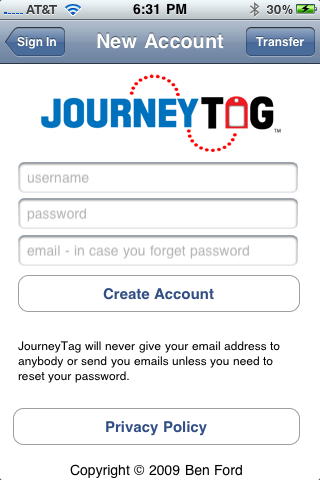 AT&T 6:31 PM 30%
Sign In New Account Transfer
JOURNEYTAG™
username
password
email - in case you forget password
Create Account
JourneyTag will never give your email address to
anybody or send you emails unless you need to
reset your password.
Privacy Policy
Copyright © 2009 Ben Ford